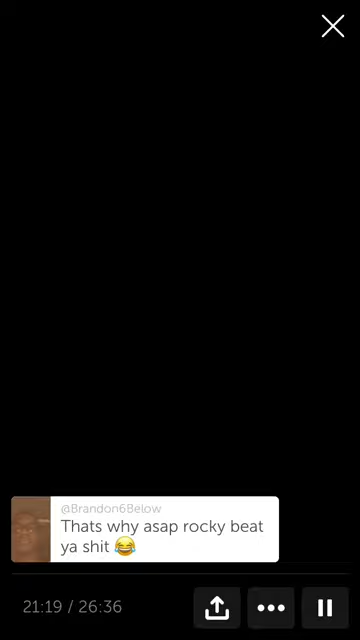 @Brandon6Below
Thats why asap rocky beat
ya shit 😂
21:19 / 26:36